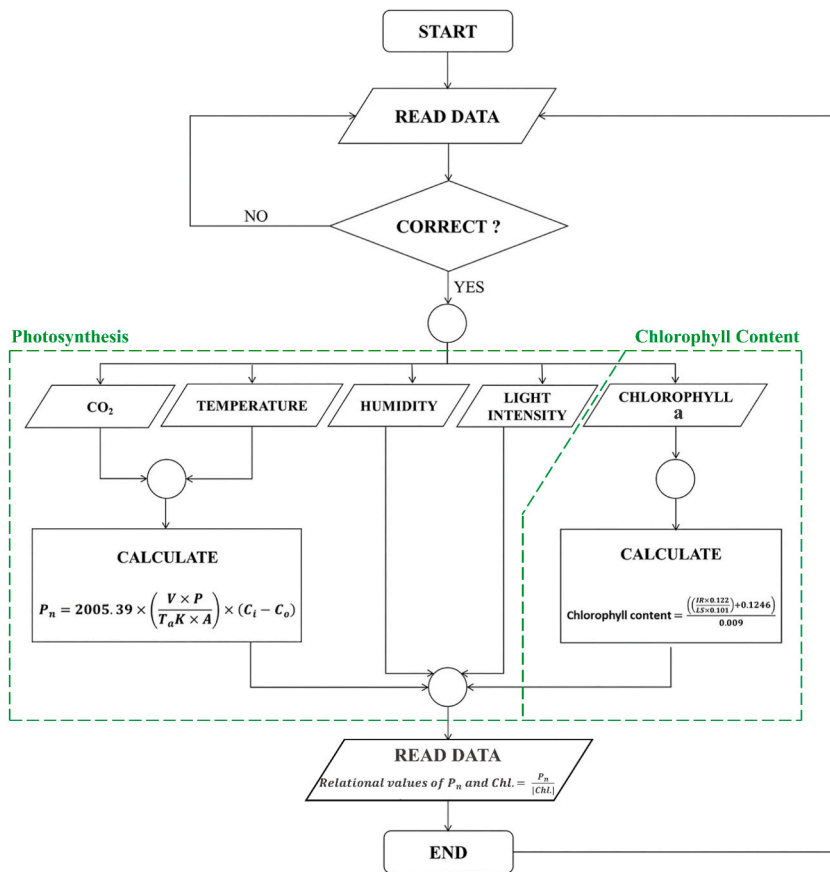 START
READ DATA
CORRECT ?
NO
YES
Photosynthesis
Chlorophyll Content
CO₂
TEMPERATURE
HUMIDITY
LIGHT
INTENSITY
CHLOROPHYLL
a
CALCULATE
Pₙ = 2005.39 × (V × P / TₐK × A) × (Cᵢ − Cₒ)
CALCULATE
Chlorophyll content = ((IR×0.122 / LS×0.101)+0.1246) / 0.009
READ DATA
Relational values of Pₙ and Chl. = Pₙ / |Chl.|
END